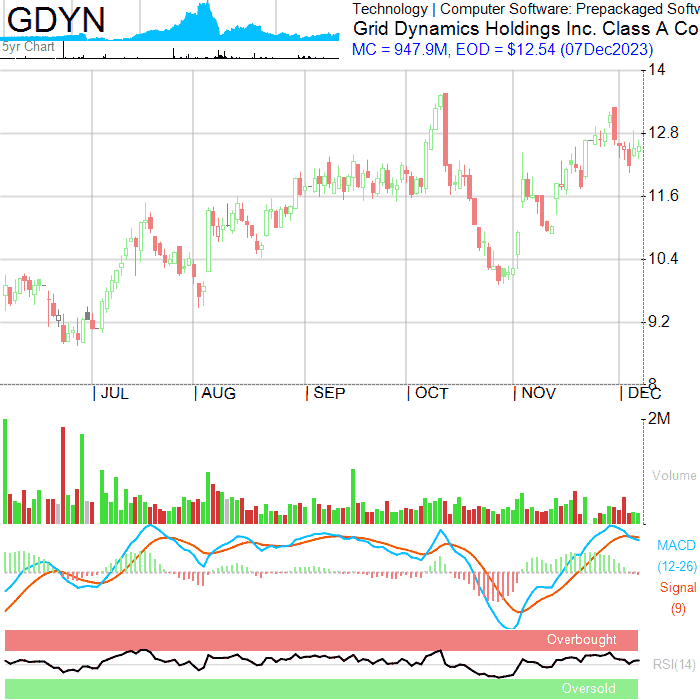 GDYN
5yr Chart
Technology | Computer Software: Prepackaged Softw
Grid Dynamics Holdings Inc. Class A Co
MC = 947.9M, EOD = $12.54 (07Dec2023)
14
12.8
11.6
10.4
9.2
8
JUL AUG SEP OCT NOV DEC
2M
Volume
MACD
(12-26)
Signal
(9)
Overbought
RSI(14)
Oversold